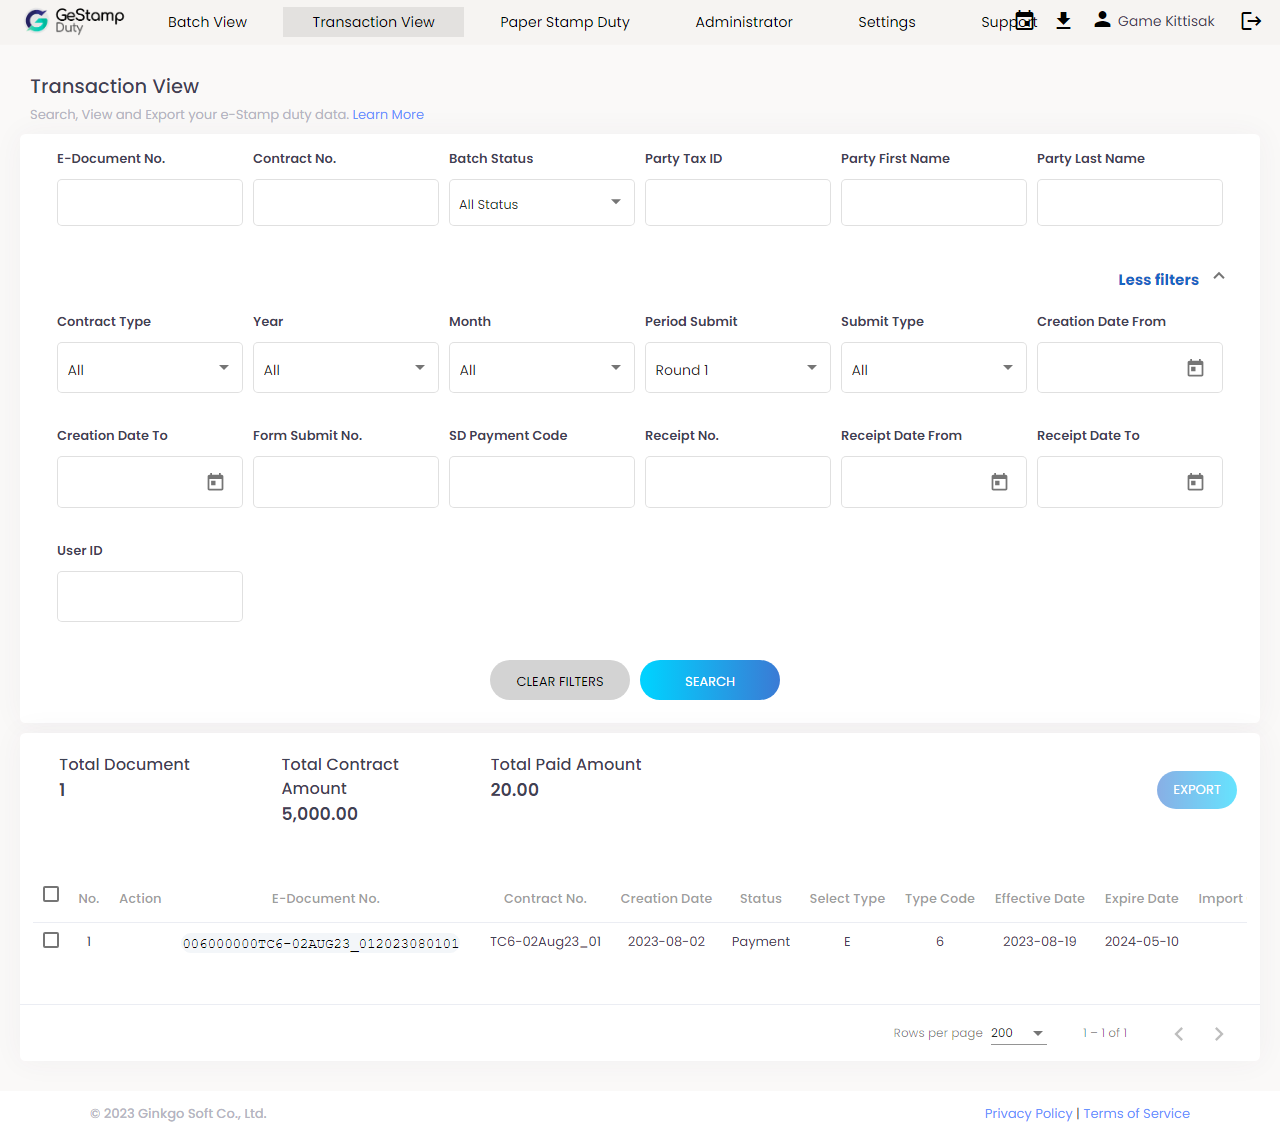 GeStamp
Duty
Batch View
Transaction View
Paper Stamp Duty
Administrator
Settings
Support
Game Kittisak
Transaction View
Search, View and Export your e-Stamp duty data. Learn More
E-Document No.
Contract No.
Batch Status
Party Tax ID
Party First Name
Party Last Name
All Status
Less filters
Contract Type
Year
Month
Period Submit
Submit Type
Creation Date From
All
All
All
Round 1
All
Creation Date To
Form Submit No.
SD Payment Code
Receipt No.
Receipt Date From
Receipt Date To
User ID
CLEAR FILTERS
SEARCH
Total Document
1
Total Contract
Amount
5,000.00
Total Paid Amount
20.00
EXPORT
No.
Action
E-Document No.
Contract No.
Creation Date
Status
Select Type
Type Code
Effective Date
Expire Date
Import
1
006000000TC6-02AUG23_012023080101
TC6-02Aug23_01
2023-08-02
Payment
E
6
2023-08-19
2024-05-10
Rows per page 200
1 – 1 of 1
© 2023 Ginkgo Soft Co., Ltd.
Privacy Policy | Terms of Service